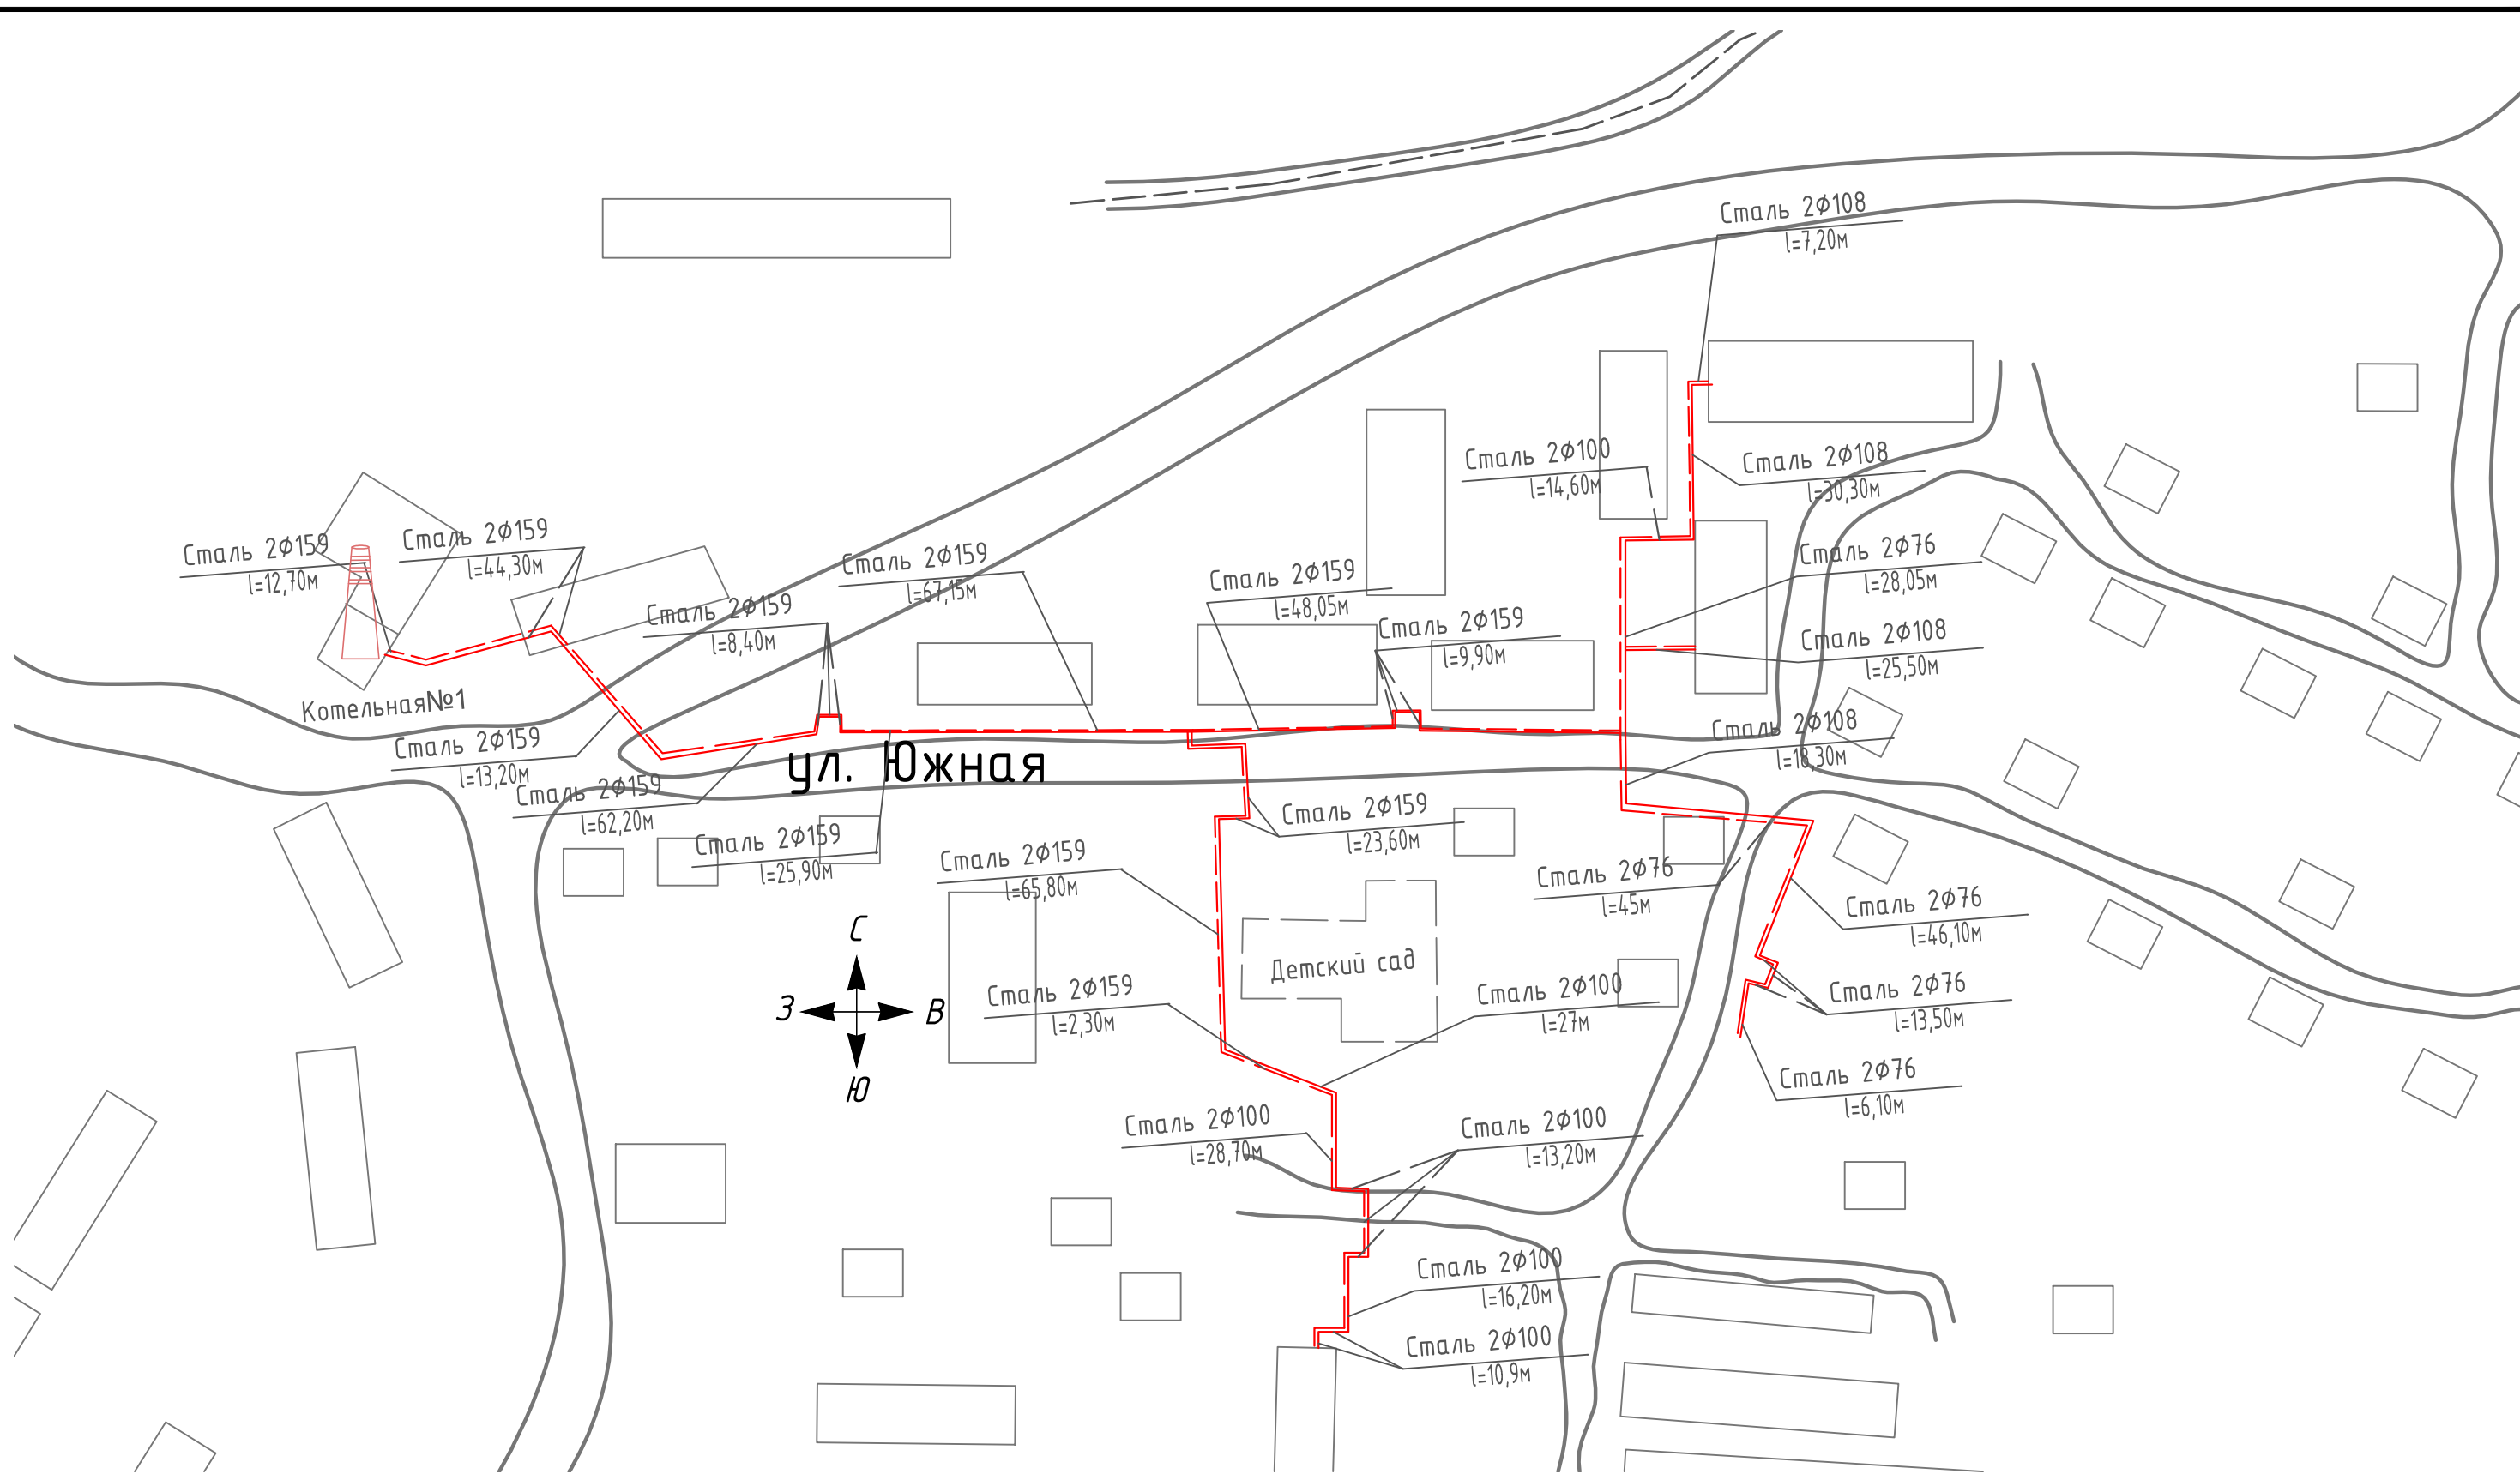 Сталь 2Ф108
l=7,20м
Сталь 2Ф100
l=14,60м
Сталь 2Ф108
l=30,30м
Сталь 2Ф159
l=12,70м
Сталь 2Ф159
l=44,30м
Сталь 2Ф159
l=67,15м
Сталь 2Ф159
l=48,05м
Сталь 2Ф76
l=28,05м
Сталь 2Ф159
l=8,40м
Сталь 2Ф159
l=9,90м
Сталь 2Ф108
l=25,50м
Котельная№1
Сталь 2Ф159
l=13,20м
ул. Южная
Сталь 2Ф108
l=18,30м
Сталь 2Ф159
l=62,20м
Сталь 2Ф159
l=25,90м
Сталь 2Ф159
l=65,80м
Сталь 2Ф159
l=23,60м
Сталь 2Ф76
l=45м
Сталь 2Ф76
l=46,10м
С
З
В
Ю
Детский сад
Сталь 2Ф159
l=2,30м
Сталь 2Ф100
l=27м
Сталь 2Ф76
l=13,50м
Сталь 2Ф76
l=6,10м
Сталь 2Ф100
l=28,70м
Сталь 2Ф100
l=13,20м
Сталь 2Ф100
l=16,20м
Сталь 2Ф100
l=10,9м